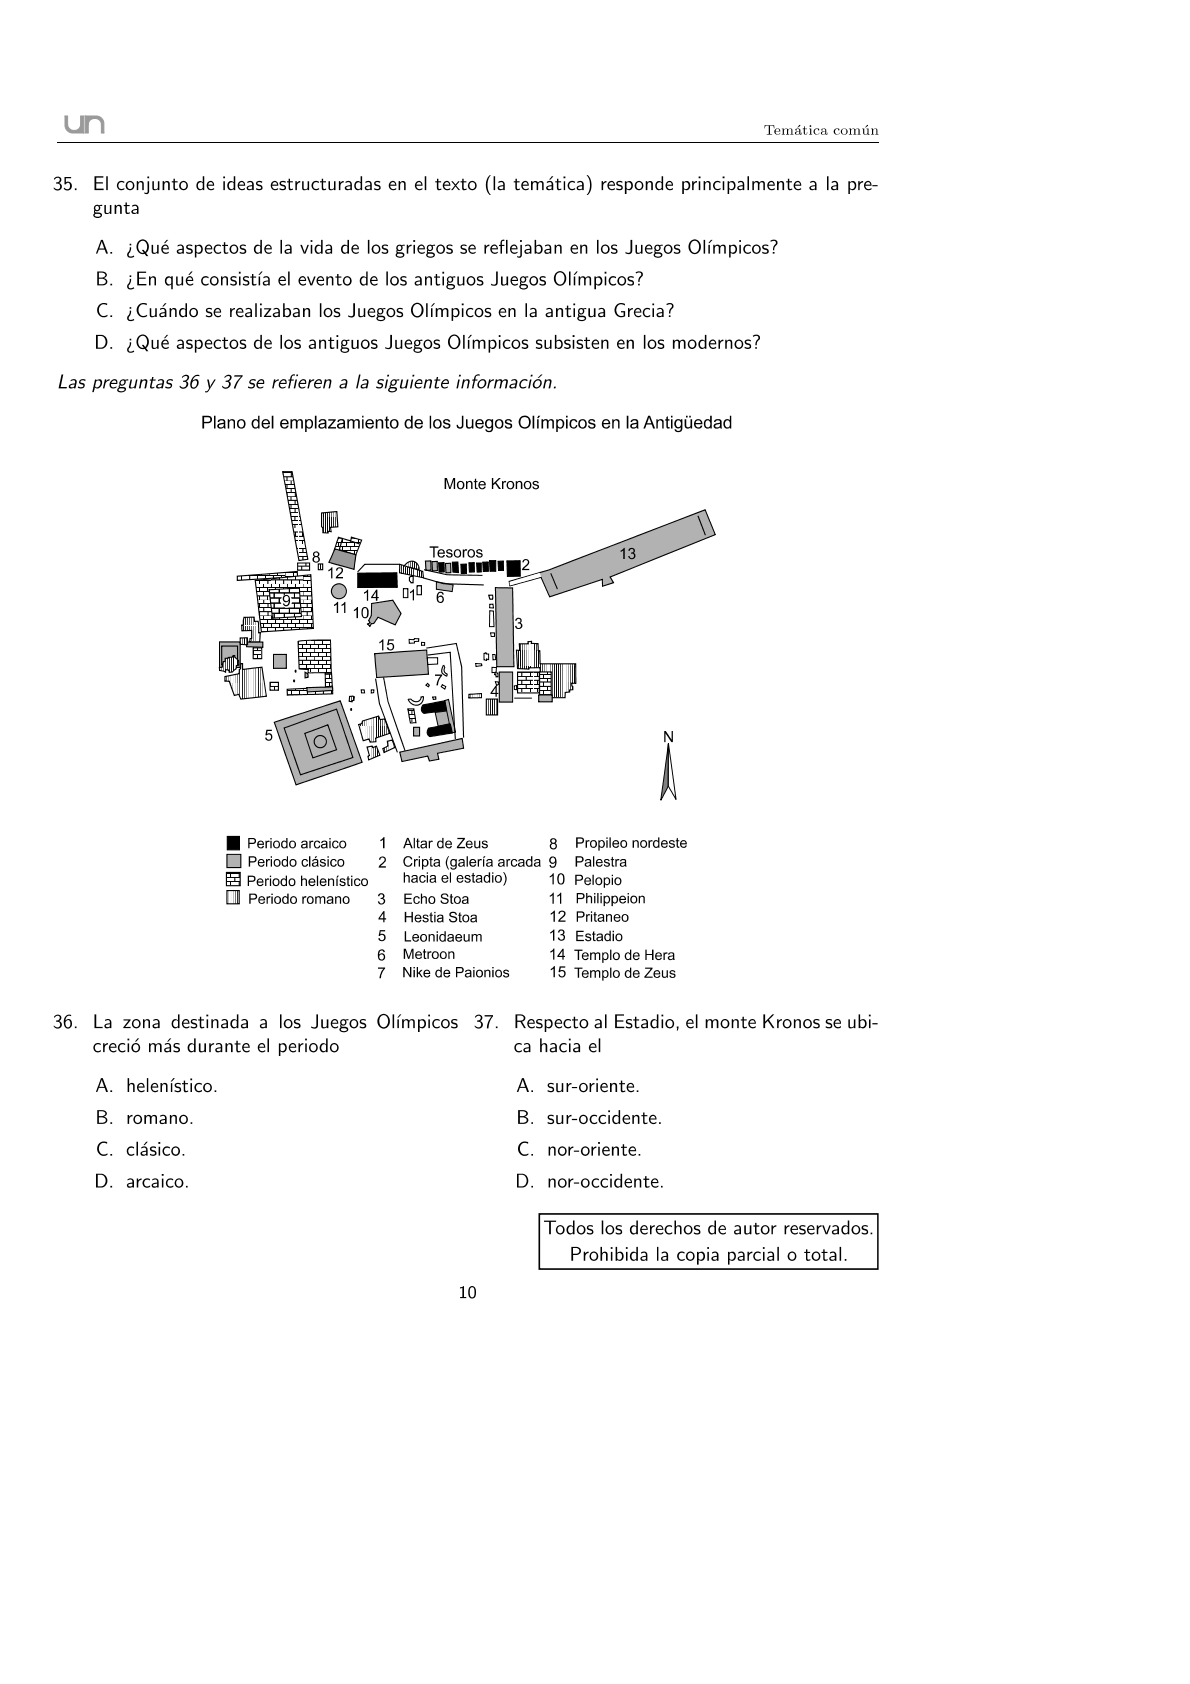 un
Temática común
35. El conjunto de ideas estructuradas en el texto (la temática) responde principalmente a la pre-
gunta
A. ¿Qué aspectos de la vida de los griegos se reflejaban en los Juegos Olímpicos?
B. ¿En qué consistía el evento de los antiguos Juegos Olímpicos?
C. ¿Cuándo se realizaban los Juegos Olímpicos en la antigua Grecia?
D. ¿Qué aspectos de los antiguos Juegos Olímpicos subsisten en los modernos?
Las preguntas 36 y 37 se refieren a la siguiente información.
Plano del emplazamiento de los Juegos Olímpicos en la Antigüedad
Monte Kronos
Tesoros
13
8
2
12
14
1
6
9
11
10
3
15
7
4
5
N
Periodo arcaico
Periodo clásico
Periodo helenístico
Periodo romano
1 Altar de Zeus
2 Cripta (galería arcada
hacia el estadio)
3 Echo Stoa
4 Hestia Stoa
5 Leonidaeum
6 Metroon
7 Nike de Paionios
8 Propileo nordeste
9 Palestra
10 Pelopio
11 Philippeion
12 Pritaneo
13 Estadio
14 Templo de Hera
15 Templo de Zeus
36. La zona destinada a los Juegos Olímpicos
creció más durante el periodo
A. helenístico.
B. romano.
C. clásico.
D. arcaico.
37. Respecto al Estadio, el monte Kronos se ubi-
ca hacia el
A. sur-oriente.
B. sur-occidente.
C. nor-oriente.
D. nor-occidente.
Todos los derechos de autor reservados.
Prohibida la copia parcial o total.
10